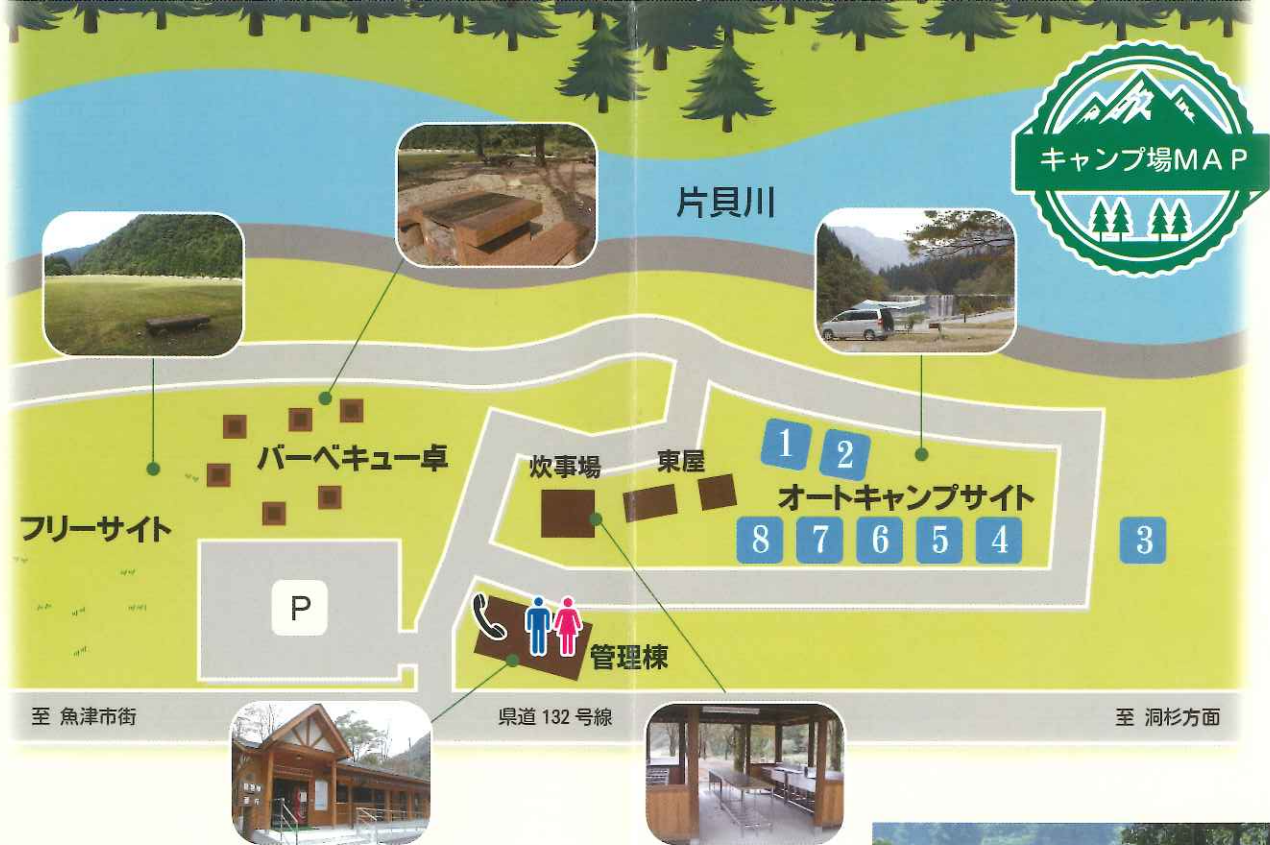 キャンプ場MAP
片貝川
バーベキュー卓
炊事場
東屋
1
2
オートキャンプサイト
フリーサイト
8
7
6
5
4
3
P
管理棟
至 魚津市街
県道 132 号線
至 洞杉方面